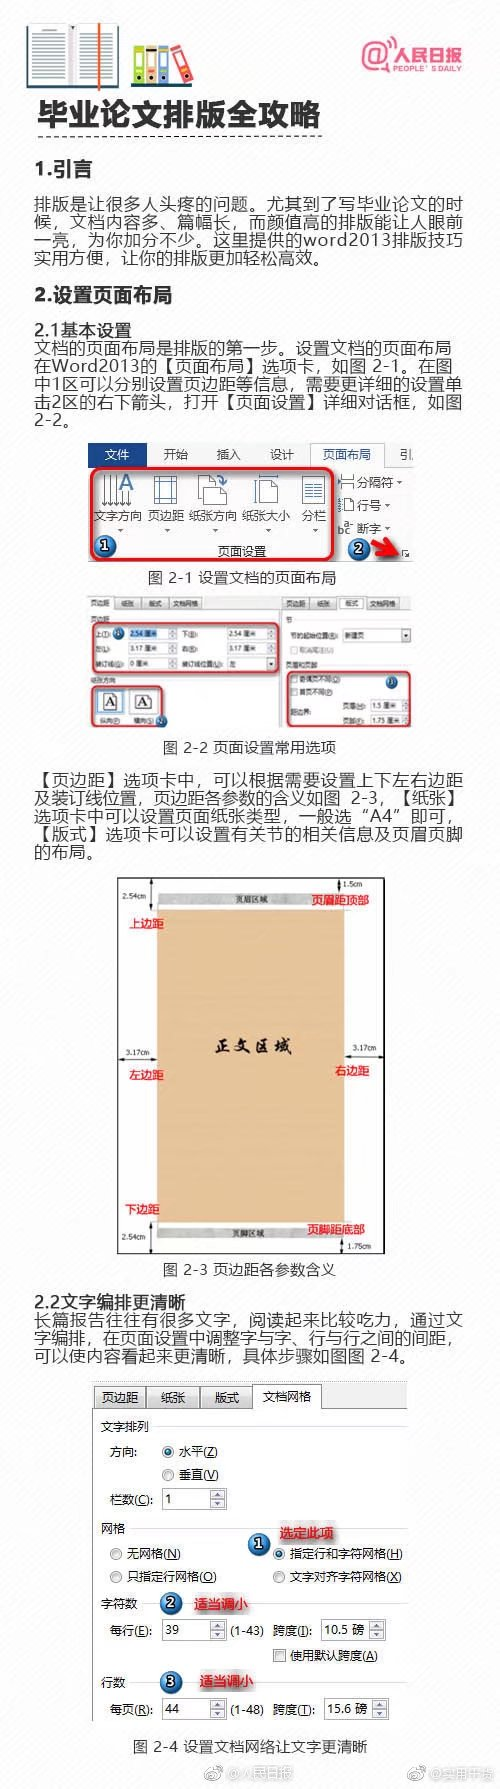 @人民日报
PEOPLE'S DAILY
毕业论文排版全攻略
1.引言
排版是让很多人头疼的问题。尤其到了写毕业论文的时
候，文档内容多、篇幅长，而颜值高的排版能让人眼前
一亮，为你加分不少。这里提供的word2013排版技巧
实用方便，让你的排版更加轻松高效。
2.设置页面布局
2.1基本设置
文档的页面布局是排版的第一步。设置文档的页面布局
在Word2013的【页面布局】选项卡，如图 2-1。在图
中1区可以分别设置页边距等信息，需要更详细的设置单
击2区的右下箭头，打开【页面设置】详细对话框，如图
2-2。
文件 开始 插入 设计 页面布局 引
文字方向 页边距 纸张方向 纸张大小 分栏
分隔符
行号
断字
1 页面设置 2
图 2-1 设置文档的页面布局
页边距 纸张 版式 文档网格
页边距
上(T): 2.54 厘米 下(B): 2.54 厘米
左(L): 3.17 厘米 右(R): 3.17 厘米
装订线(G): 0 厘米 装订线位置(U): 左
纸张方向
纵向(P) 横向(S)
页边距 纸张 版式 文档网格
节
节的起始位置(R): 新建页
取消尾注(U)
页眉和页脚
奇偶页不同(O)
首页不同(P)
距边界: 页眉(H): 1.5 厘米
页脚(F): 1.75 厘米
图 2-2 页面设置常用选项
【页边距】选项卡中，可以根据需要设置上下左右边距
及装订线位置，页边距各参数的含义如图 2-3，【纸张】
选项卡中可以设置页面纸张类型，一般选“A4”即可，
【版式】选项卡可以设置有关节的相关信息及页眉页脚
的布局。
2.54cm 1.5cm
页眉区域 页眉距顶部
上边距
正文区域
3.17cm 3.17cm
左边距 右边距
下边距
页脚区域 页脚距底部
2.54cm 1.75cm
图 2-3 页边距各参数含义
2.2文字编排更清晰
长篇报告往往有很多文字，阅读起来比较吃力，通过文
字编排，在页面设置中调整字与字、行与行之间的间距，
可以使内容看起来更清晰，具体步骤如图图 2-4。
页边距 纸张 版式 文档网格
文字排列
方向: 水平(Z)
垂直(V)
栏数(C): 1
网格 1 选定此项
无网格(N) 指定行和字符网格(H)
只指定行网格(O) 文字对齐字符网格(X)
字符数 2 适当调小
每行(E): 39 (1-43) 跨度(I): 10.5 磅
使用默认跨度(A)
行数 3 适当调小
每页(R): 44 (1-48) 跨度(T): 15.6 磅
图 2-4 设置文档网络让文字更清晰
@人民日报 @实用干货